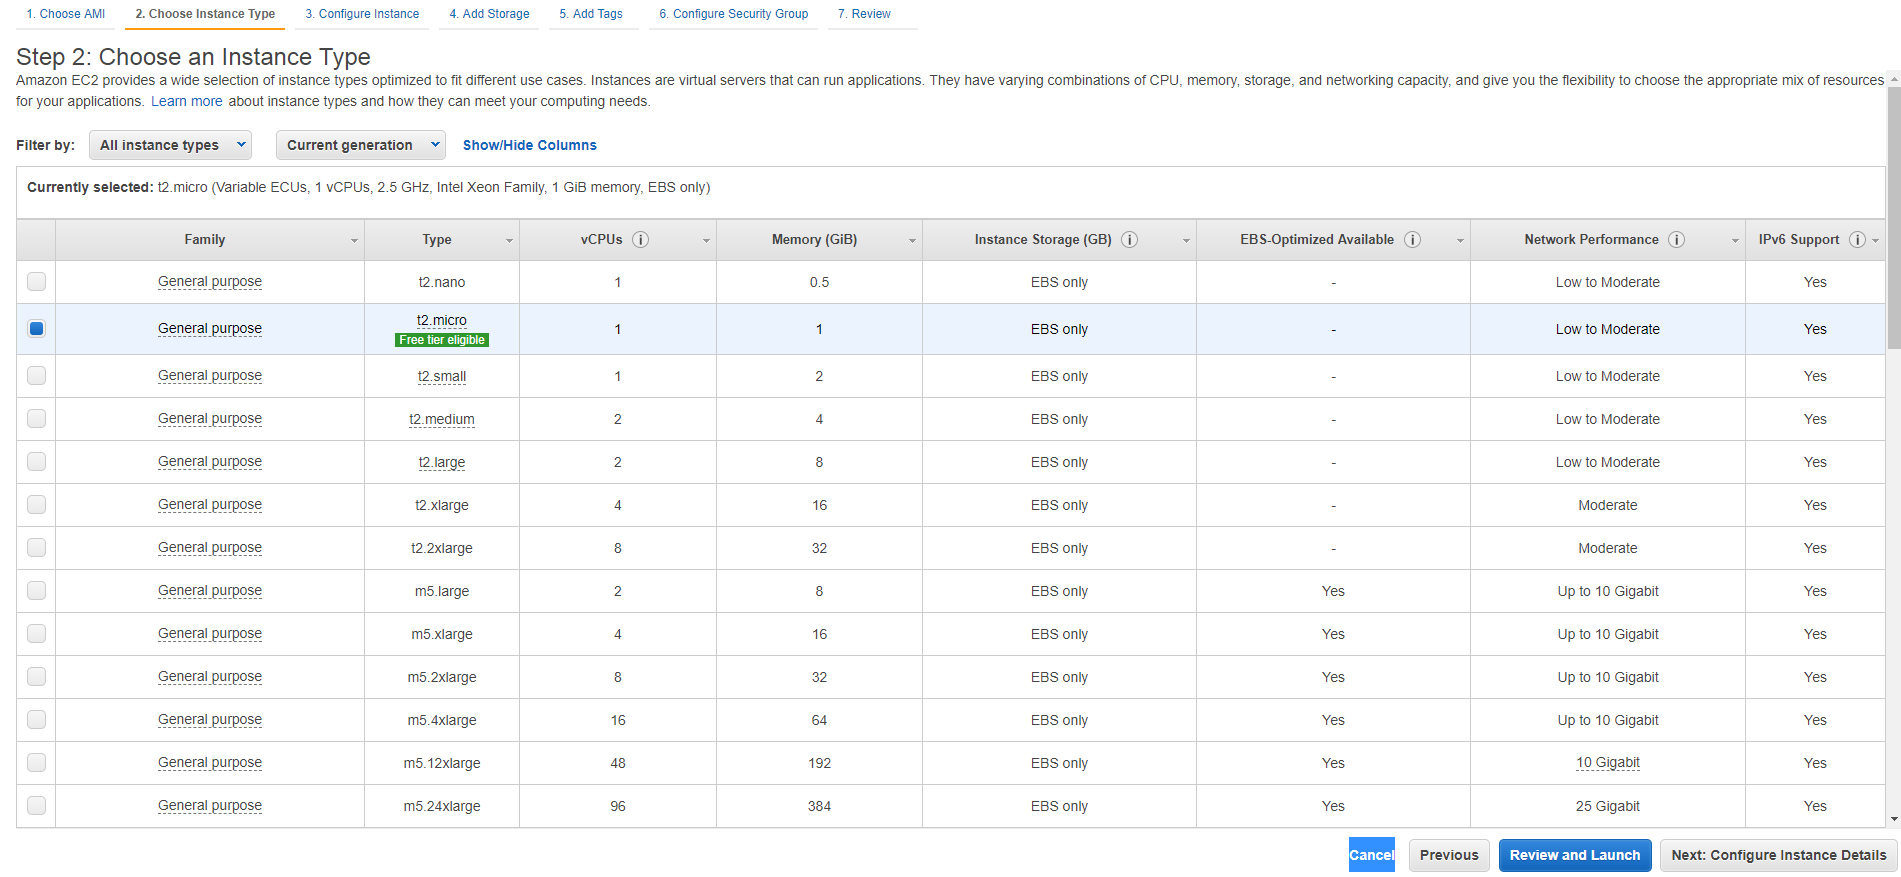 1. Choose AMI 2. Choose Instance Type 3. Configure Instance 4. Add Storage 5. Add Tags 6. Configure Security Group 7. Review
Step 2: Choose an Instance Type
Amazon EC2 provides a wide selection of instance types optimized to fit different use cases. Instances are virtual servers that can run applications. They have varying combinations of CPU, memory, storage, and networking capacity, and give you the flexibility to choose the appropriate mix of resources
for your applications. Learn more about instance types and how they can meet your computing needs.
Filter by: All instance types Current generation Show/Hide Columns
Currently selected: t2.micro (Variable ECUs, 1 vCPUs, 2.5 GHz, Intel Xeon Family, 1 GiB memory, EBS only)
Family Type vCPUs i Memory (GiB) Instance Storage (GB) i EBS-Optimized Available i Network Performance i IPv6 Support i
General purpose t2.nano 1 0.5 EBS only - Low to Moderate Yes
General purpose t2.micro 1 1 EBS only - Low to Moderate Yes
Free tier eligible
General purpose t2.small 1 2 EBS only - Low to Moderate Yes
General purpose t2.medium 2 4 EBS only - Low to Moderate Yes
General purpose t2.large 2 8 EBS only - Low to Moderate Yes
General purpose t2.xlarge 4 16 EBS only - Moderate Yes
General purpose t2.2xlarge 8 32 EBS only - Moderate Yes
General purpose m5.large 2 8 EBS only Yes Up to 10 Gigabit Yes
General purpose m5.xlarge 4 16 EBS only Yes Up to 10 Gigabit Yes
General purpose m5.2xlarge 8 32 EBS only Yes Up to 10 Gigabit Yes
General purpose m5.4xlarge 16 64 EBS only Yes Up to 10 Gigabit Yes
General purpose m5.12xlarge 48 192 EBS only Yes 10 Gigabit Yes
General purpose m5.24xlarge 96 384 EBS only Yes 25 Gigabit Yes
Cancel Previous Review and Launch Next: Configure Instance Details